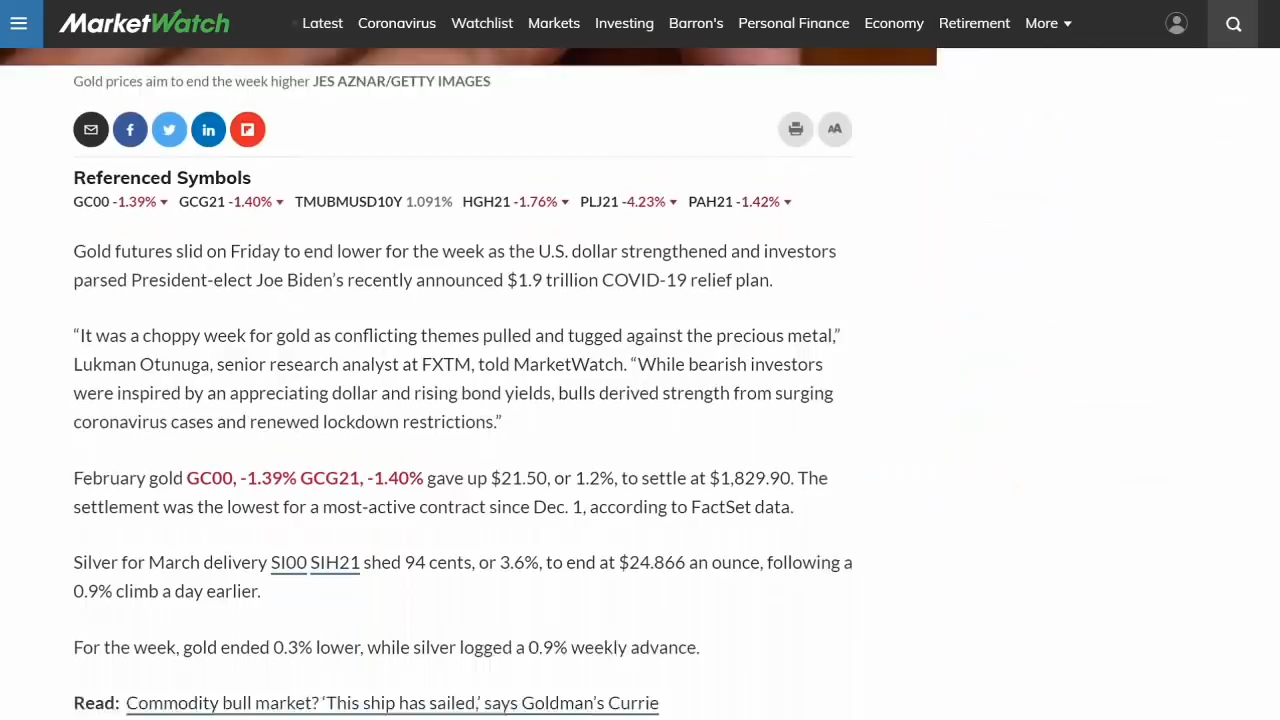 MarketWatch Latest Coronavirus Watchlist Markets Investing Barron's Personal Finance Economy Retirement More
Gold prices aim to end the week higher JES AZNAR/GETTY IMAGES
f in AA
Referenced Symbols
GC00 -1.39% GCG21 -1.40% TMUBMUSD10Y 1.091% HGH21 -1.76% PLJ21 -4.23% PAH21 -1.42%
Gold futures slid on Friday to end lower for the week as the U.S. dollar strengthened and investors
parsed President-elect Joe Biden’s recently announced $1.9 trillion COVID-19 relief plan.
“It was a choppy week for gold as conflicting themes pulled and tugged against the precious metal,”
Lukman Otunuga, senior research analyst at FXTM, told MarketWatch. “While bearish investors
were inspired by an appreciating dollar and rising bond yields, bulls derived strength from surging
coronavirus cases and renewed lockdown restrictions.”
February gold GC00, -1.39% GCG21, -1.40% gave up $21.50, or 1.2%, to settle at $1,829.90. The
settlement was the lowest for a most-active contract since Dec. 1, according to FactSet data.
Silver for March delivery SI00 SIH21 shed 94 cents, or 3.6%, to end at $24.866 an ounce, following a
0.9% climb a day earlier.
For the week, gold ended 0.3% lower, while silver logged a 0.9% weekly advance.
Read: Commodity bull market? ‘This ship has sailed,’ says Goldman’s Currie